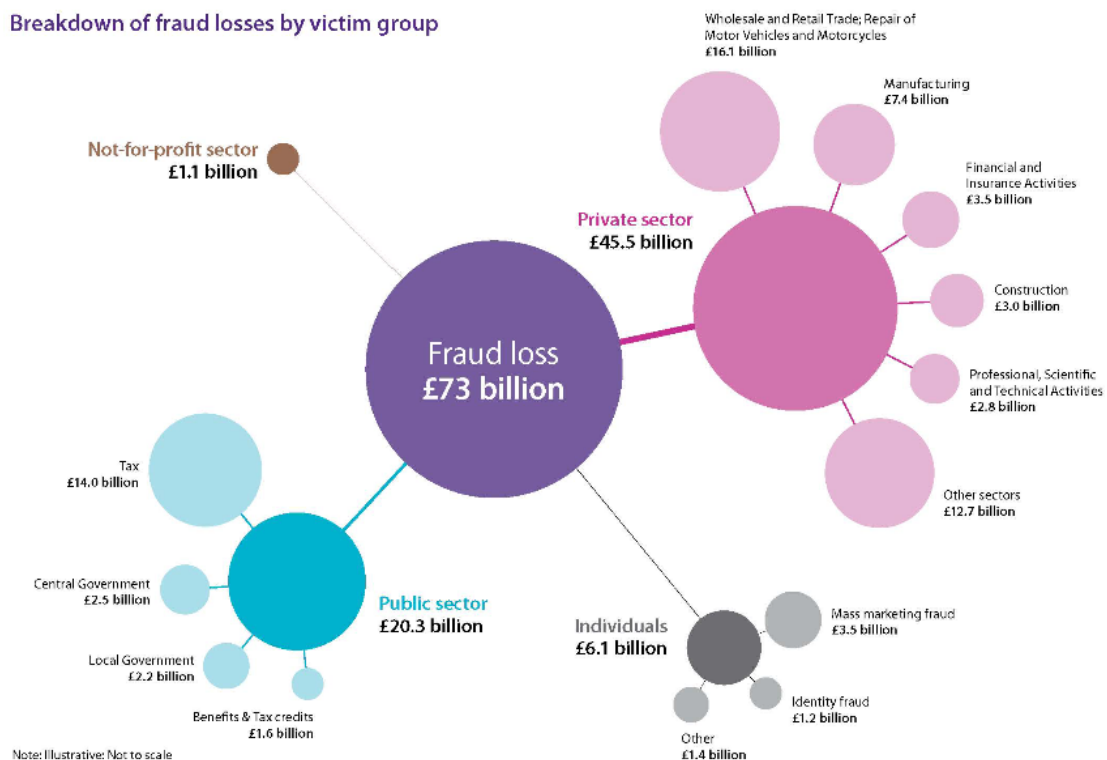 Breakdown of fraud losses by victim group
Wholesale and Retail Trade; Repair of
Motor Vehicles and Motorcycles
£16.1 billion
Manufacturing
£7.4 billion
Not-for-profit sector
£1.1 billion
Financial and
Insurance Activities
£3.5 billion
Private sector
£45.5 billion
Construction
£3.0 billion
Fraud loss
£73 billion
Professional, Scientific
and Technical Activities
£2.8 billion
Tax
£14.0 billion
Other sectors
£12.7 billion
Central Government
£2.5 billion
Public sector
£20.3 billion
Individuals
£6.1 billion
Mass marketing fraud
£3.5 billion
Local Government
£2.2 billion
Identity fraud
£1.2 billion
Benefits & Tax credits
£1.6 billion
Other
£1.4 billion
Note: Illustrative: Not to scale